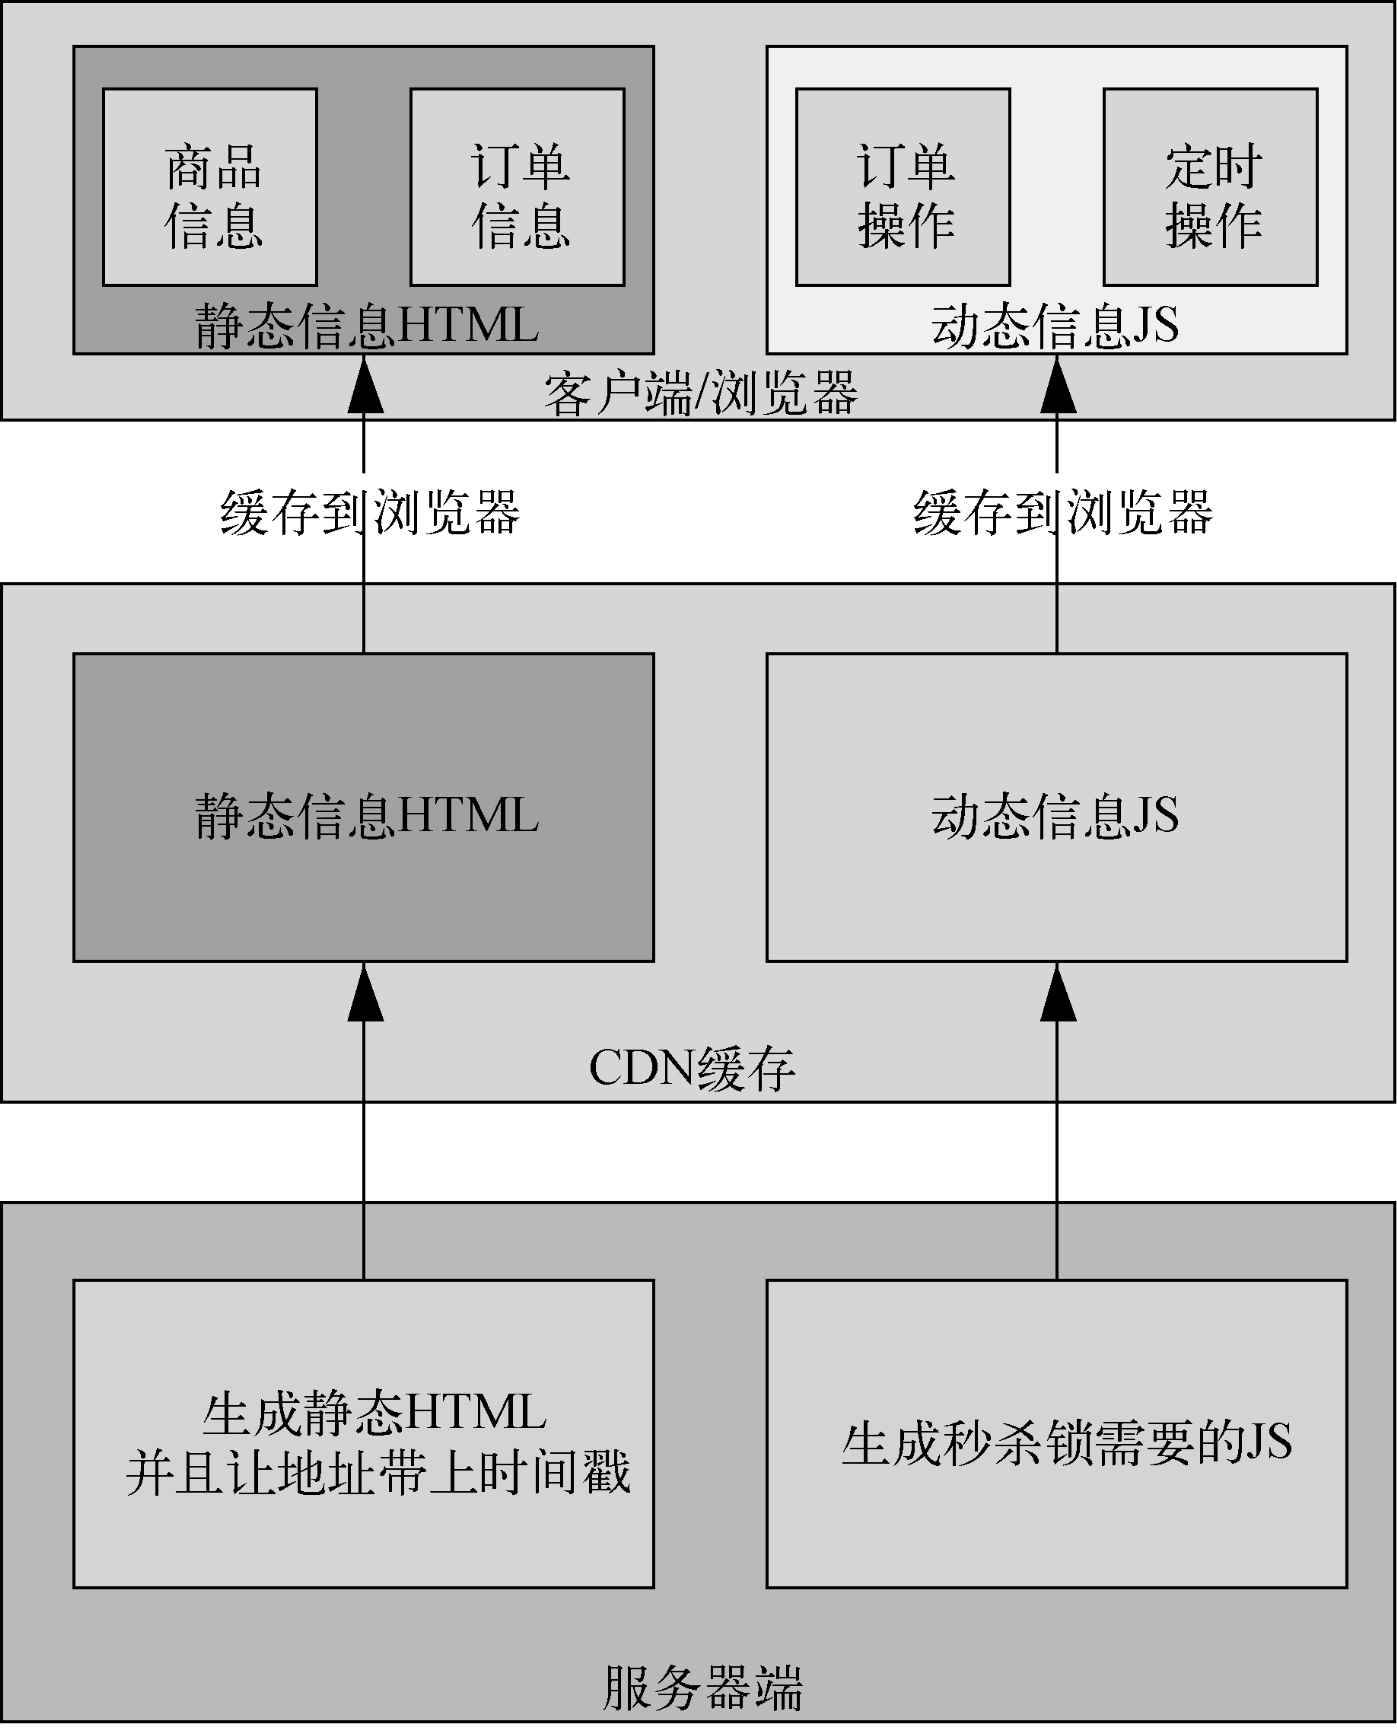 商品
信息
订单
信息
静态信息HTML
订单
操作
定时
操作
动态信息JS
客户端/浏览器
缓存到浏览器
缓存到浏览器
静态信息HTML
动态信息JS
CDN缓存
生成静态HTML
并且让地址带上时间戳
生成秒杀锁需要的JS
服务器端